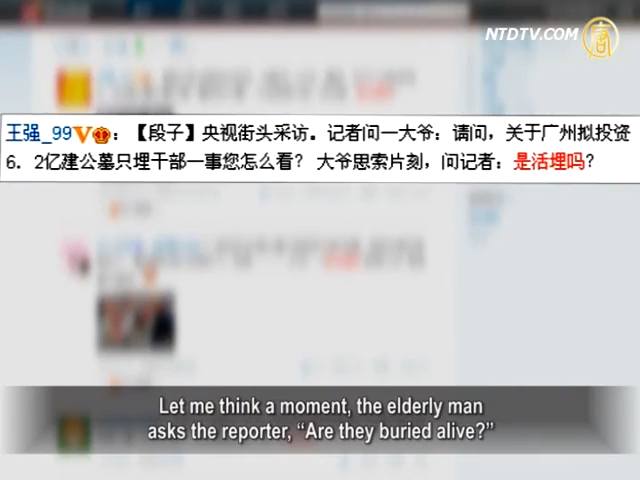 NTDTV.COM
王强_99V：【段子】央视街头采访。记者问一大爷：请问，关于广州拟投资
6．2亿建公墓只埋干部一事您怎么看？ 大爷思索片刻，问记者：是活埋吗？
Let me think a moment, the elderly man
asks the reporter, “Are they buried alive?”